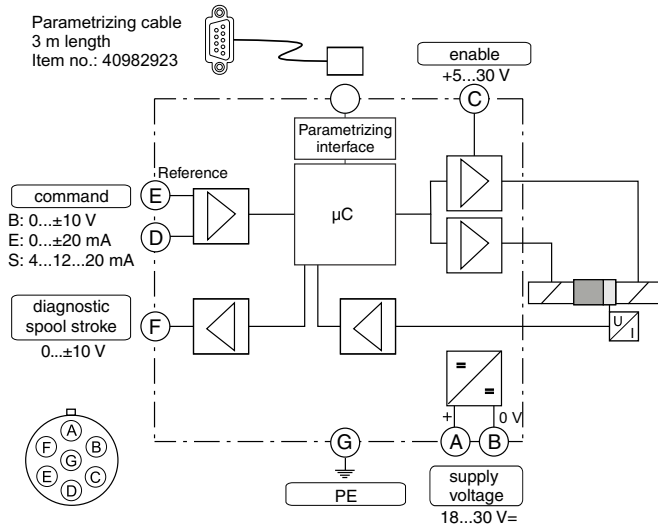 Parametrizing cable
3 m length
Item no.: 40982923
enable
+5...30 V
C
Parametrizing
interface
Reference
command
E
D
B: 0...±10 V
E: 0...±20 mA
S: 4...12...20 mA
µC
diagnostic
spool stroke
F
0...±10 V
U
I
=
=
+
0 V
G
A
B
PE
supply
voltage
18...30 V=
A
F
B
G
E
C
D